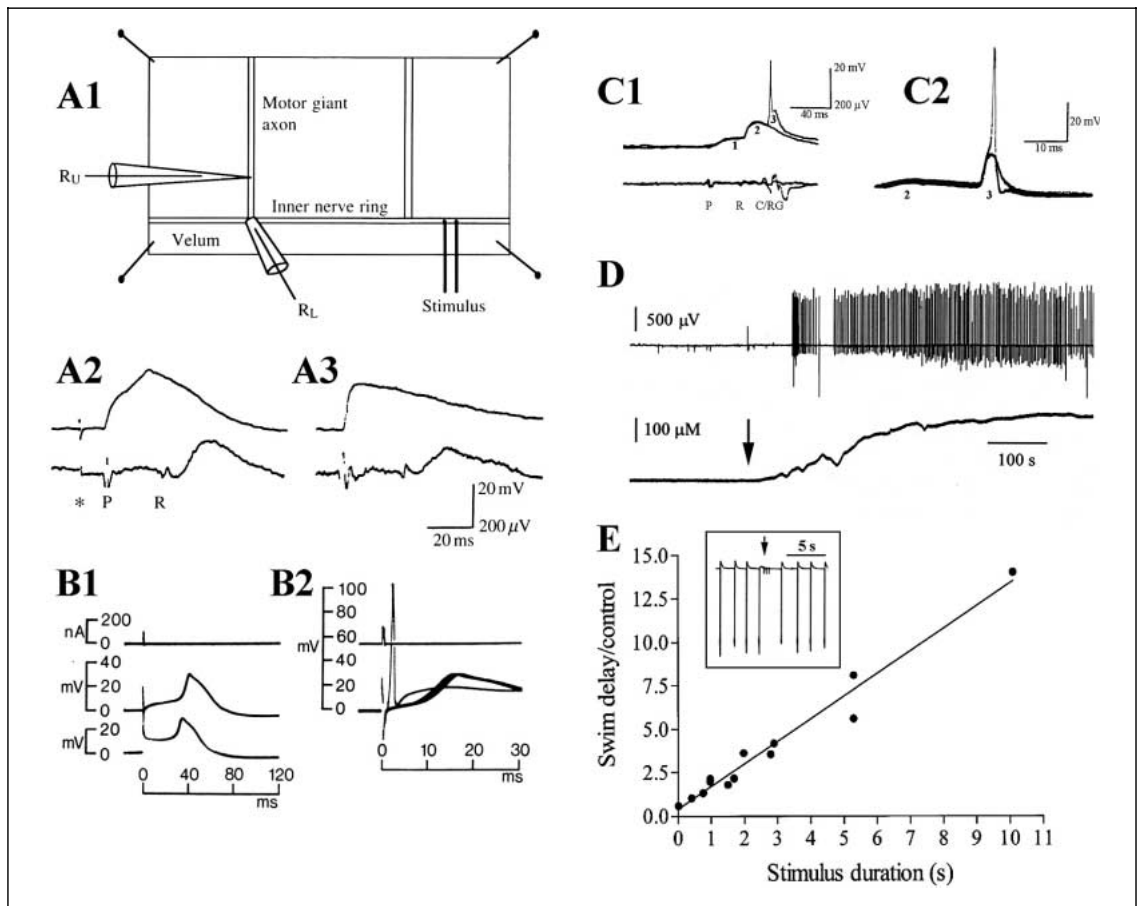 A1
Motor giant
axon
R_U
Inner nerve ring
Velum
R_L
Stimulus
A2
A3
* P R
20 mV
200 µV
20 ms
B1
nA
200
0
mV
40
20
0
mV
20
0
0 40 80 120
ms
B2
100
80
60
mV
40
20
0
0 10 20 30
ms
C1
20 mV
200 µV
40 ms
1 2 3
P R C/RG
C2
20 mV
10 ms
2 3
D
500 µV
100 µM
100 s
E
Swim delay/control
15.0
12.5
10.0
7.5
5.0
2.5
0.0
5 s
0 1 2 3 4 5 6 7 8 9 10 11
Stimulus duration (s)